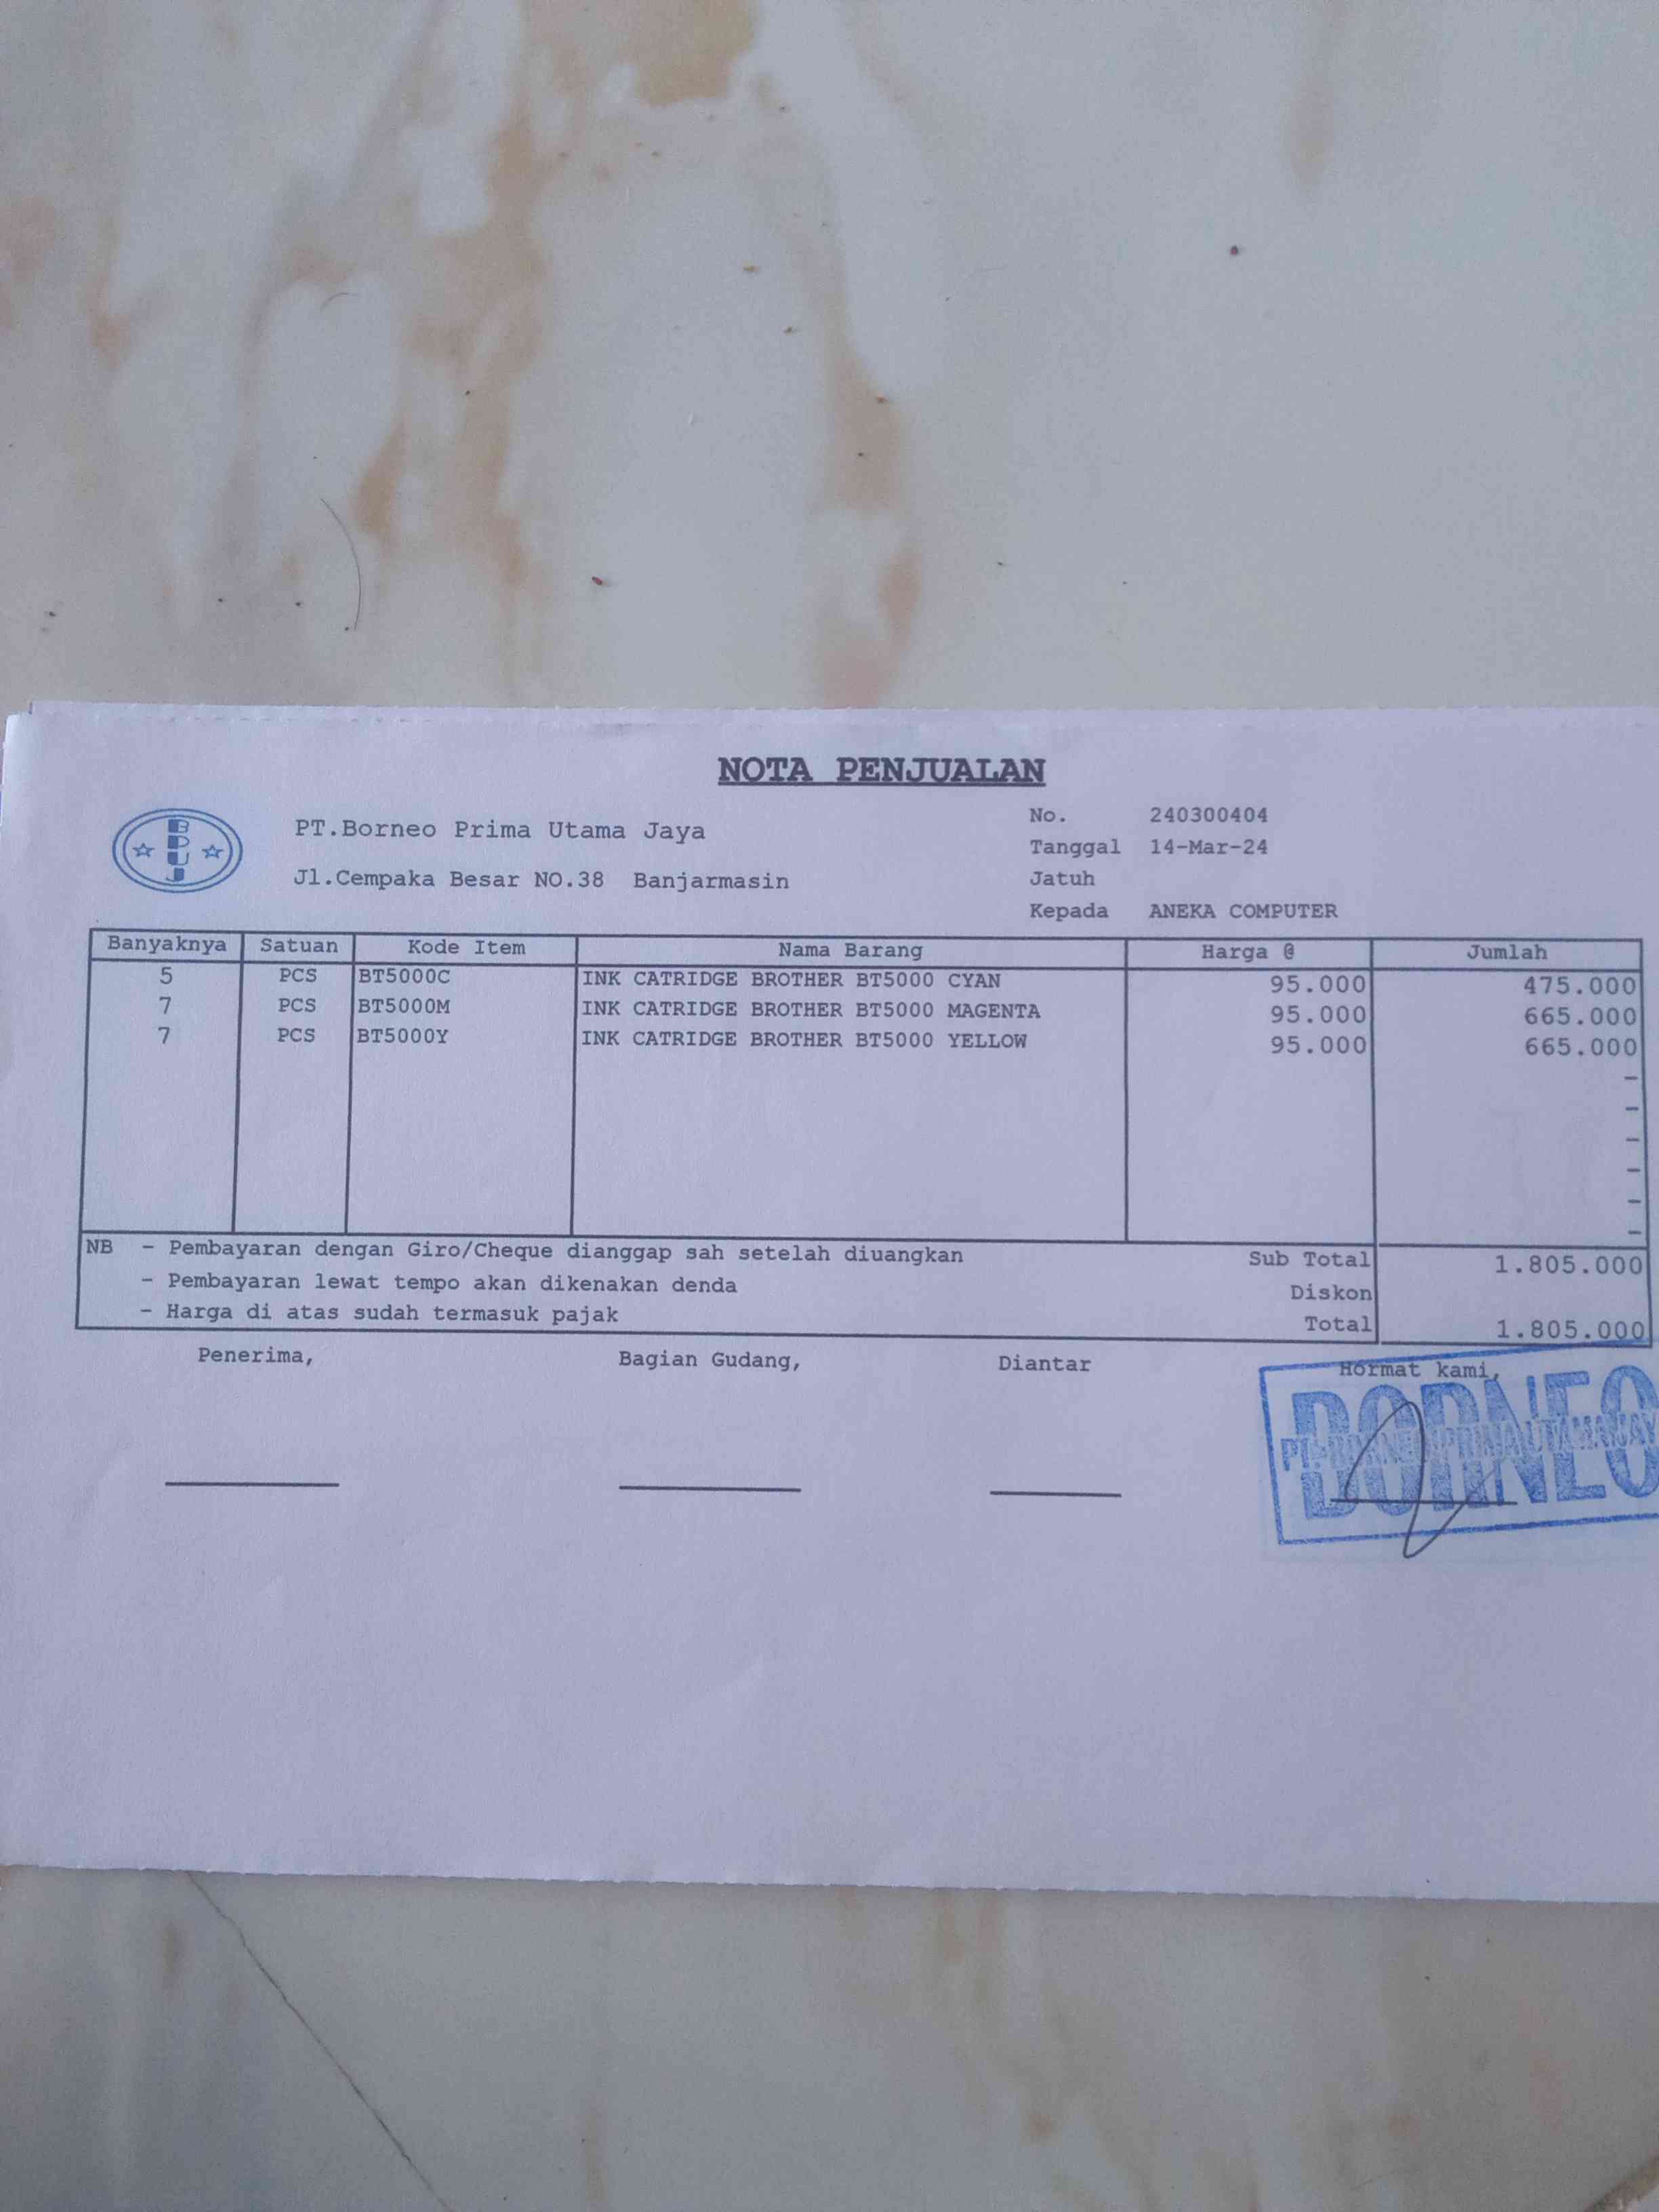 NOTA PENJUALAN
BPUJ
PT.Borneo Prima Utama Jaya
Jl.Cempaka Besar NO.38 Banjarmasin
No. 240300404
Tanggal 14-Mar-24
Jatuh
Kepada ANEKA COMPUTER
Banyaknya Satuan Kode Item Nama Barang Harga @ Jumlah
5 PCS BT5000C INK CATRIDGE BROTHER BT5000 CYAN 95.000 475.000
7 PCS BT5000M INK CATRIDGE BROTHER BT5000 MAGENTA 95.000 665.000
7 PCS BT5000Y INK CATRIDGE BROTHER BT5000 YELLOW 95.000 665.000
-
-
-
-
-
-
NB - Pembayaran dengan Giro/Cheque dianggap sah setelah diuangkan Sub Total 1.805.000
- Pembayaran lewat tempo akan dikenakan denda Diskon
- Harga di atas sudah termasuk pajak Total 1.805.000
Penerima, Bagian Gudang, Diantar Hormat kami,
BORNEO